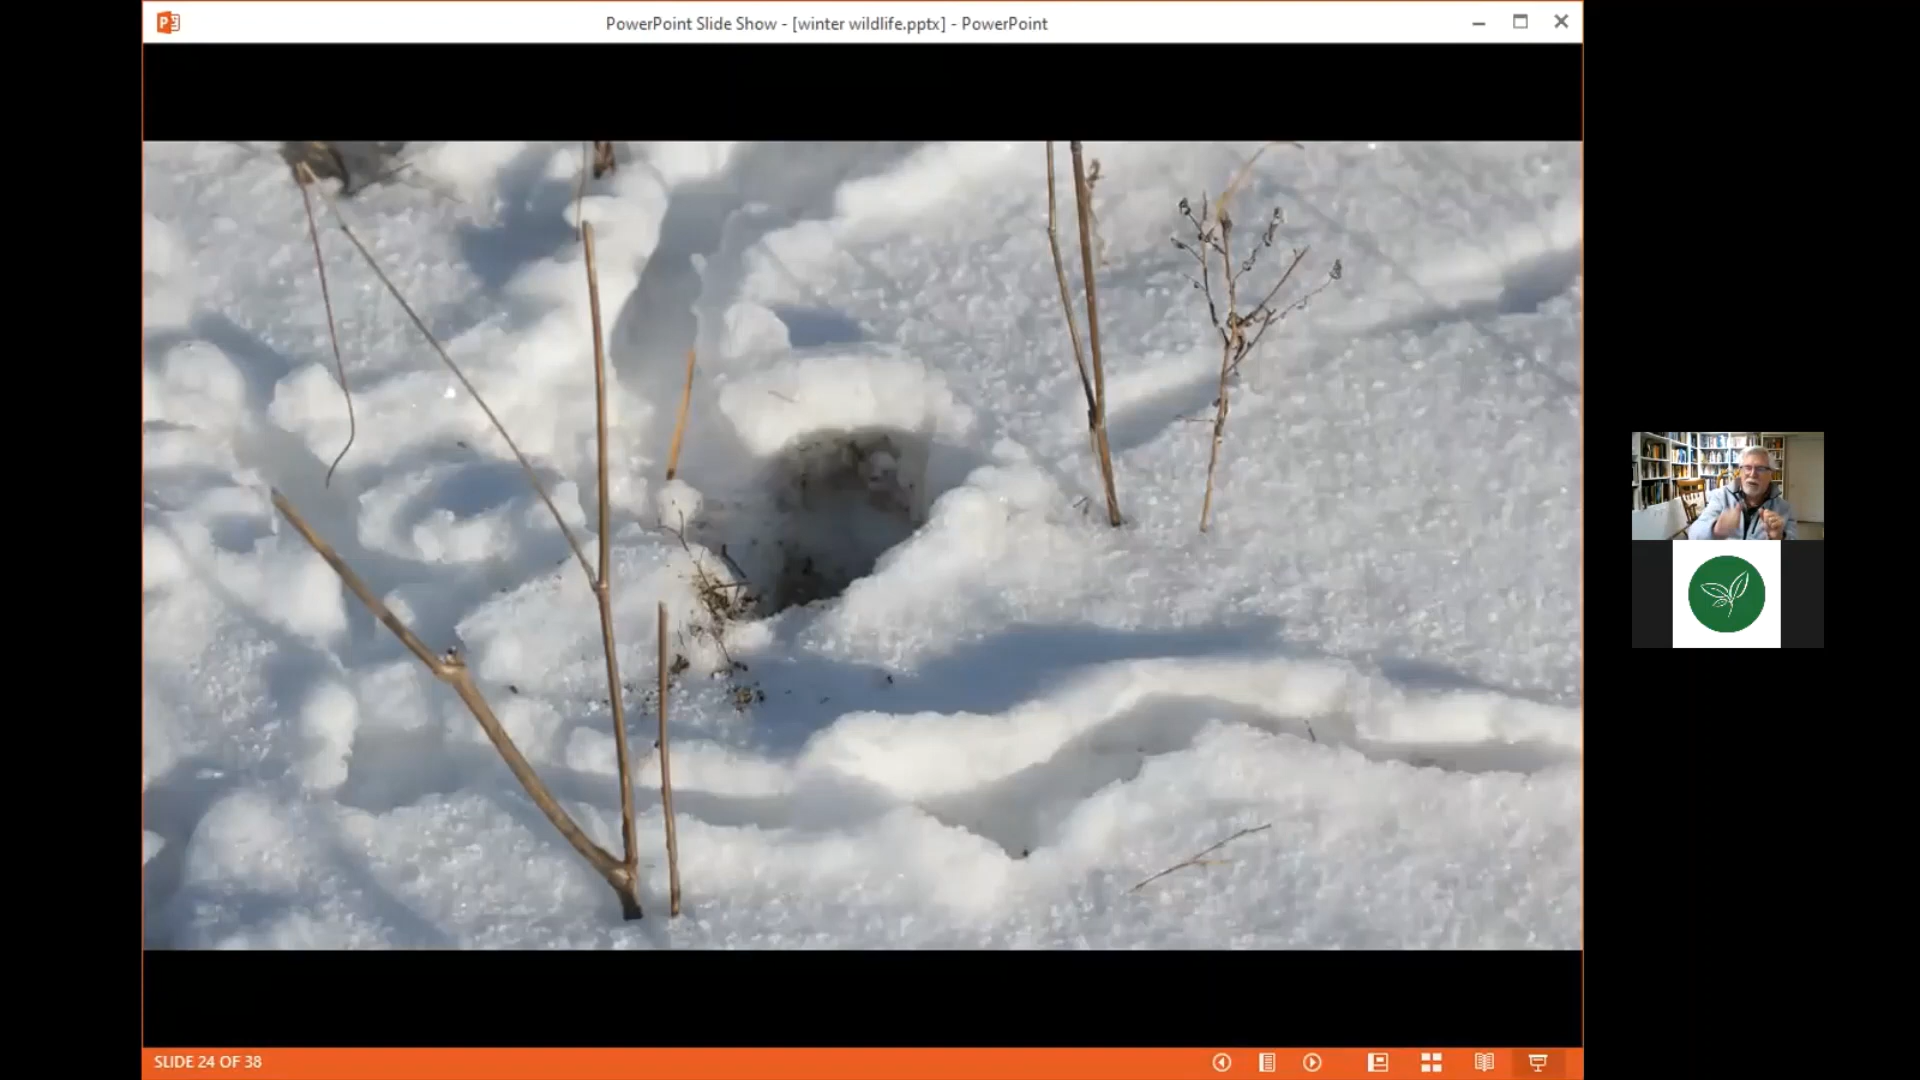 PowerPoint Slide Show - [winter wildlife.pptx] - PowerPoint
SLIDE 24 OF 38